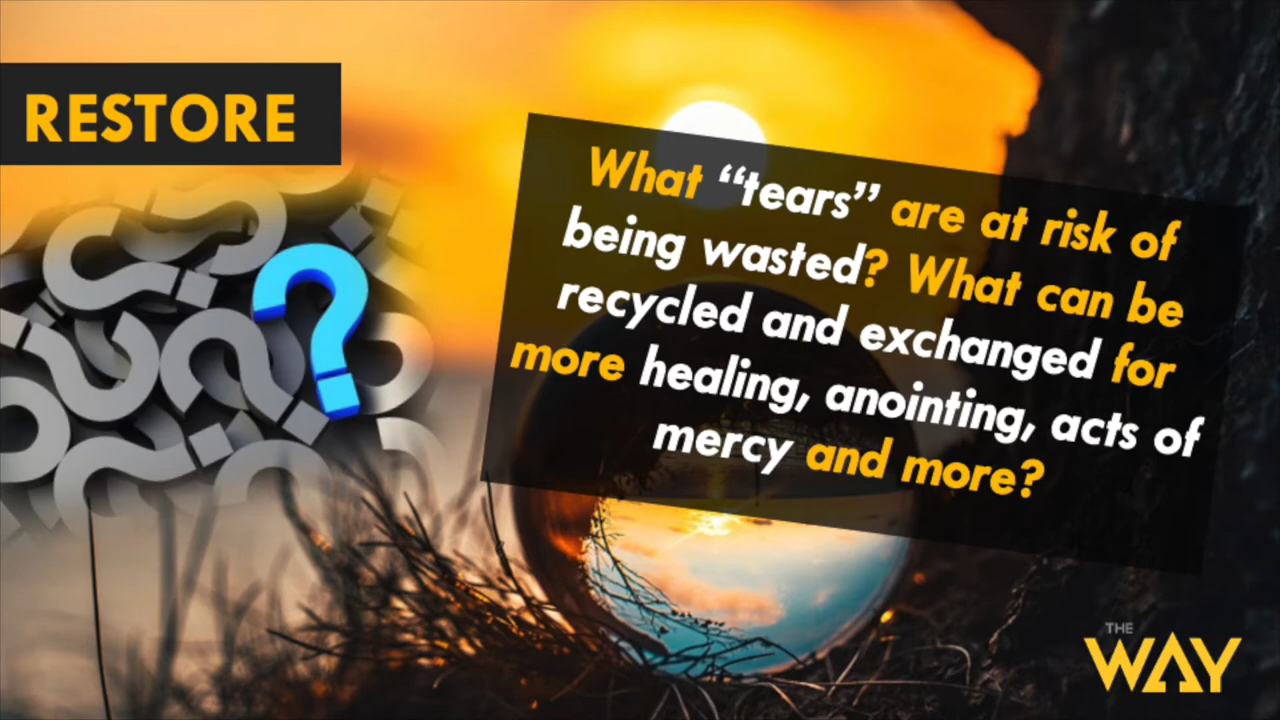 RESTORE
What “tears” are at risk of
being wasted? What can be
recycled and exchanged for
more healing, anointing, acts of
mercy and more?
THE
WAY